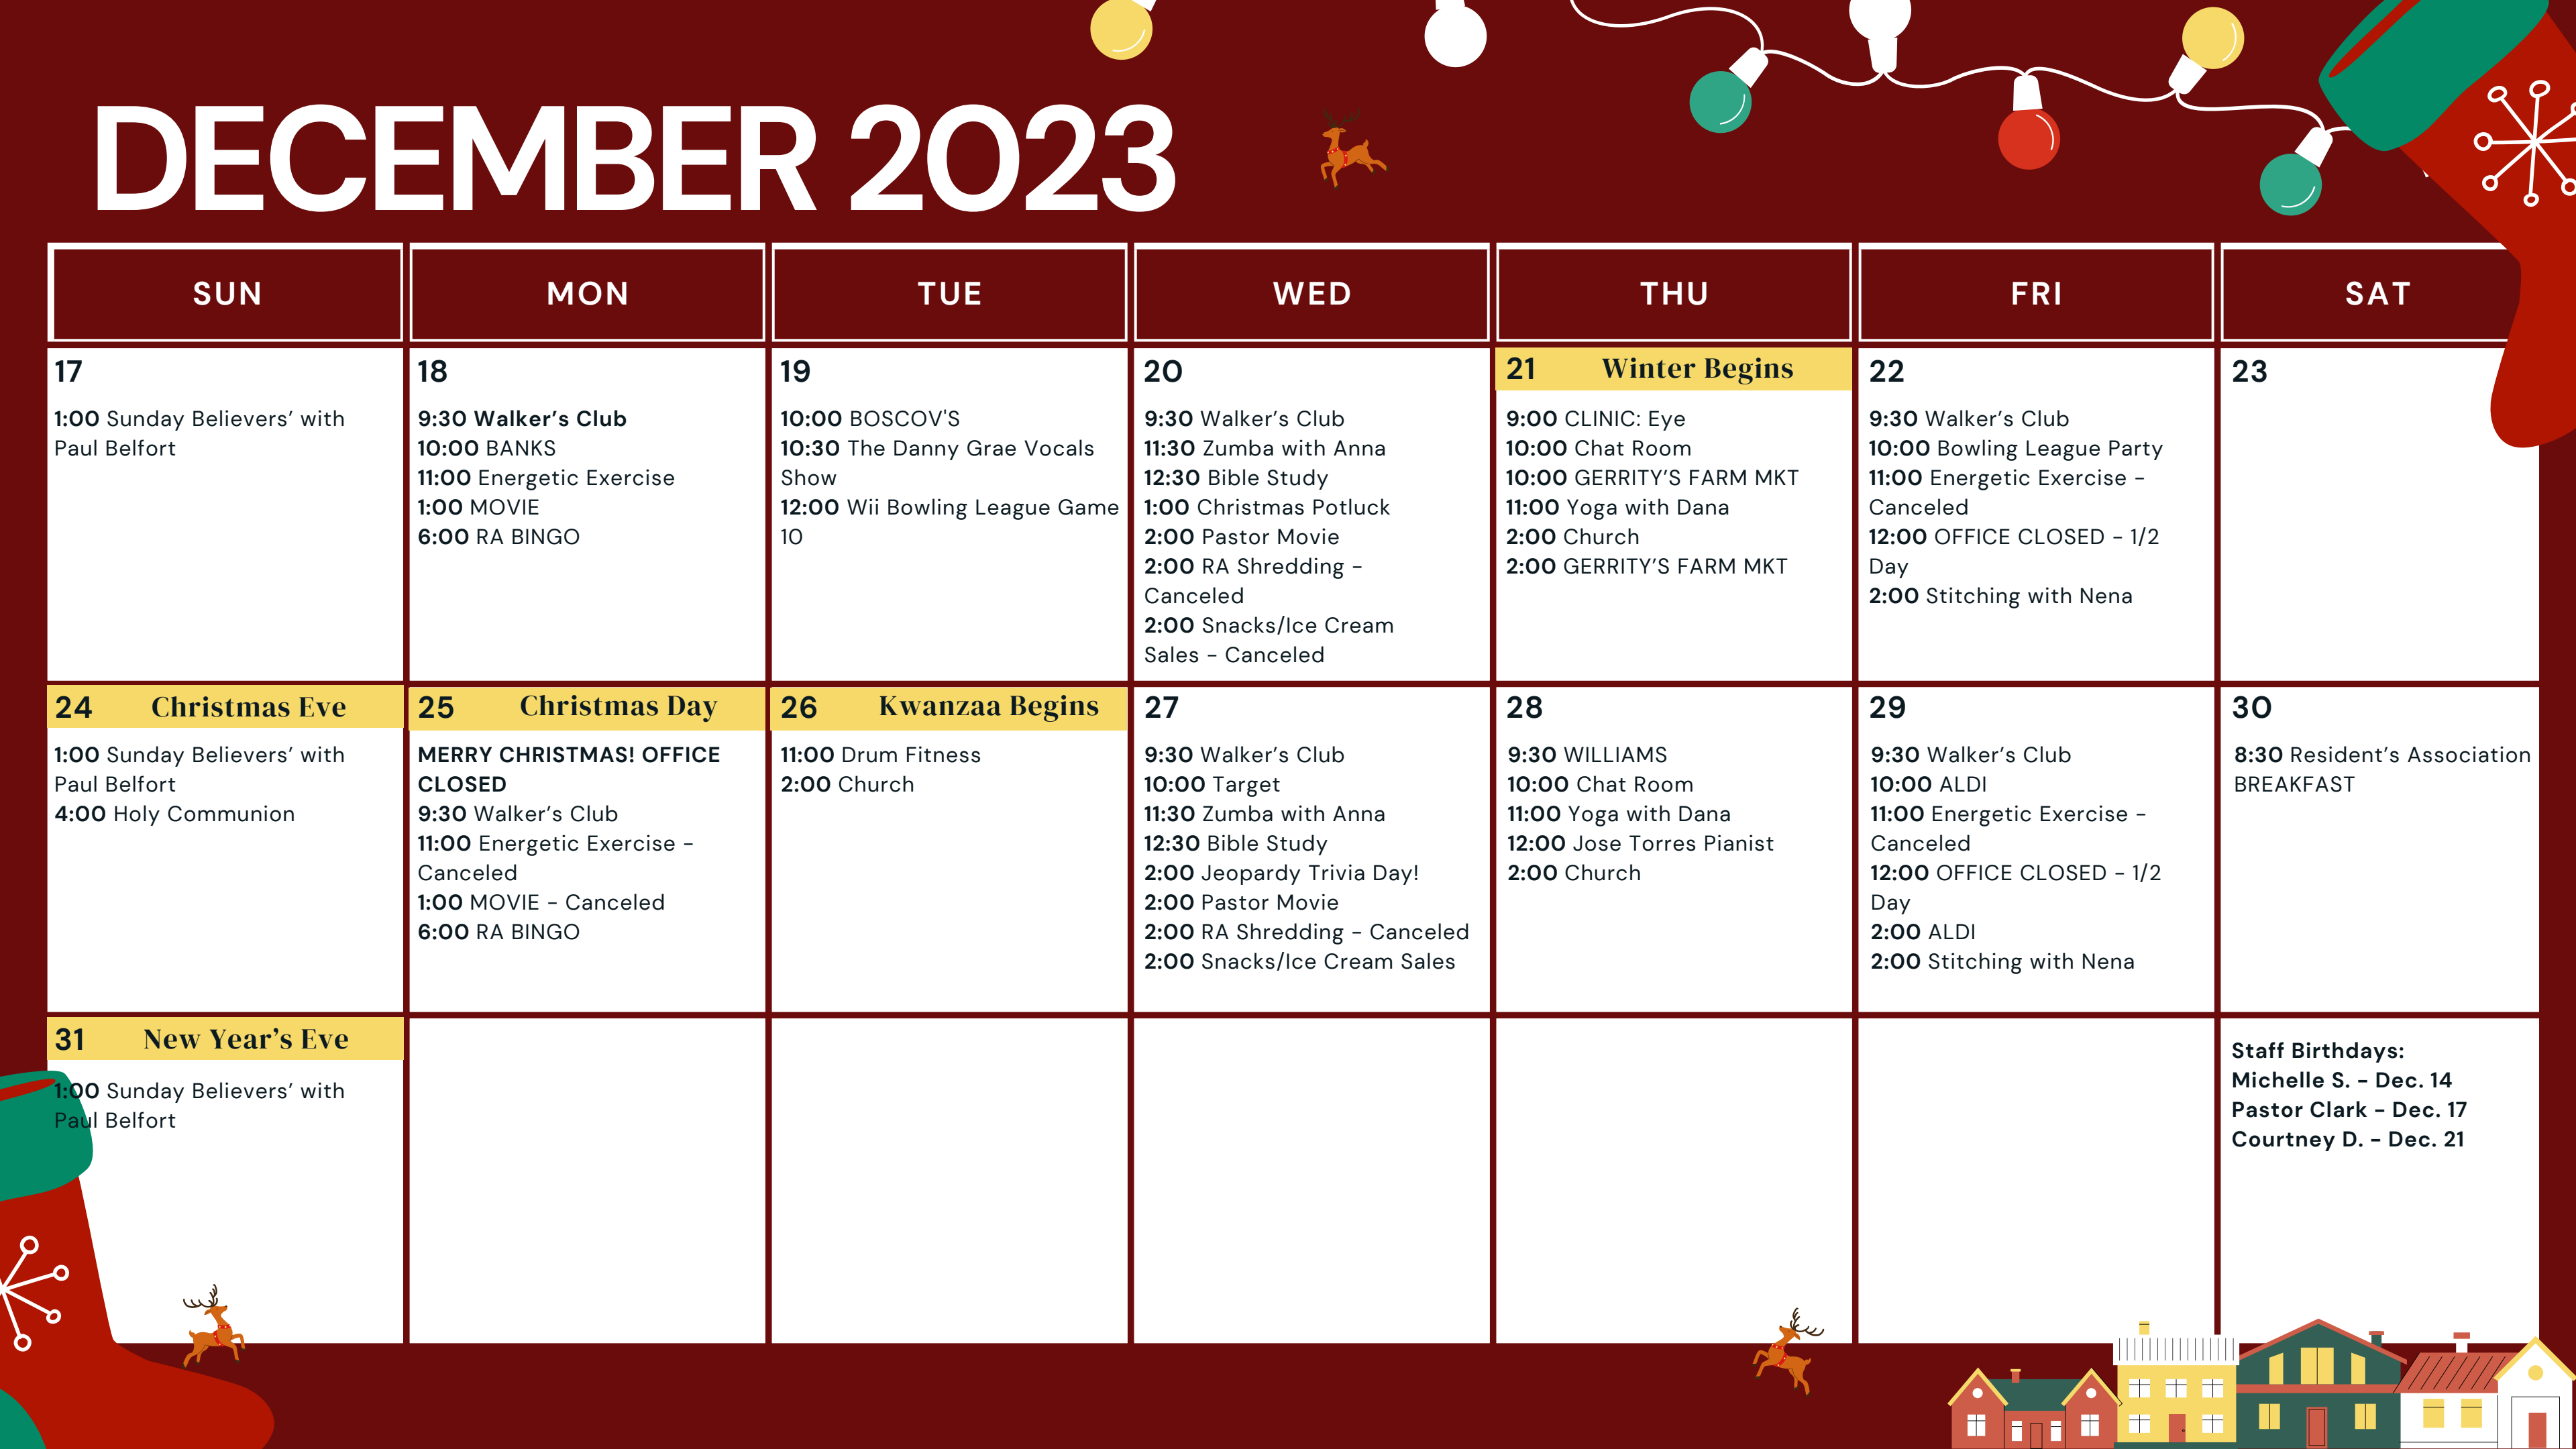 DECEMBER 2023
SUN
MON
TUE
WED
THU
FRI
SAT
17
1:00 Sunday Believers’ with
Paul Belfort
18
9:30 Walker’s Club
10:00 BANKS
11:00 Energetic Exercise
1:00 MOVIE
6:00 RA BINGO
19
10:00 BOSCOV'S
10:30 The Danny Grae Vocals
Show
12:00 Wii Bowling League Game
10
20
9:30 Walker’s Club
11:30 Zumba with Anna
12:30 Bible Study
1:00 Christmas Potluck
2:00 Pastor Movie
2:00 RA Shredding -
Canceled
2:00 Snacks/Ice Cream
Sales - Canceled
21 Winter Begins
9:00 CLINIC: Eye
10:00 Chat Room
10:00 GERRITY’S FARM MKT
11:00 Yoga with Dana
2:00 Church
2:00 GERRITY’S FARM MKT
22
9:30 Walker’s Club
10:00 Bowling League Party
11:00 Energetic Exercise -
Canceled
12:00 OFFICE CLOSED - 1/2
Day
2:00 Stitching with Nena
23
24 Christmas Eve
1:00 Sunday Believers’ with
Paul Belfort
4:00 Holy Communion
25 Christmas Day
MERRY CHRISTMAS! OFFICE
CLOSED
9:30 Walker’s Club
11:00 Energetic Exercise -
Canceled
1:00 MOVIE - Canceled
6:00 RA BINGO
26 Kwanzaa Begins
11:00 Drum Fitness
2:00 Church
27
9:30 Walker’s Club
10:00 Target
11:30 Zumba with Anna
12:30 Bible Study
2:00 Jeopardy Trivia Day!
2:00 Pastor Movie
2:00 RA Shredding - Canceled
2:00 Snacks/Ice Cream Sales
28
9:30 WILLIAMS
10:00 Chat Room
11:00 Yoga with Dana
12:00 Jose Torres Pianist
2:00 Church
29
9:30 Walker’s Club
10:00 ALDI
11:00 Energetic Exercise -
Canceled
12:00 OFFICE CLOSED - 1/2
Day
2:00 ALDI
2:00 Stitching with Nena
30
8:30 Resident’s Association
BREAKFAST
31 New Year’s Eve
1:00 Sunday Believers’ with
Paul Belfort
Staff Birthdays:
Michelle S. - Dec. 14
Pastor Clark - Dec. 17
Courtney D. - Dec. 21